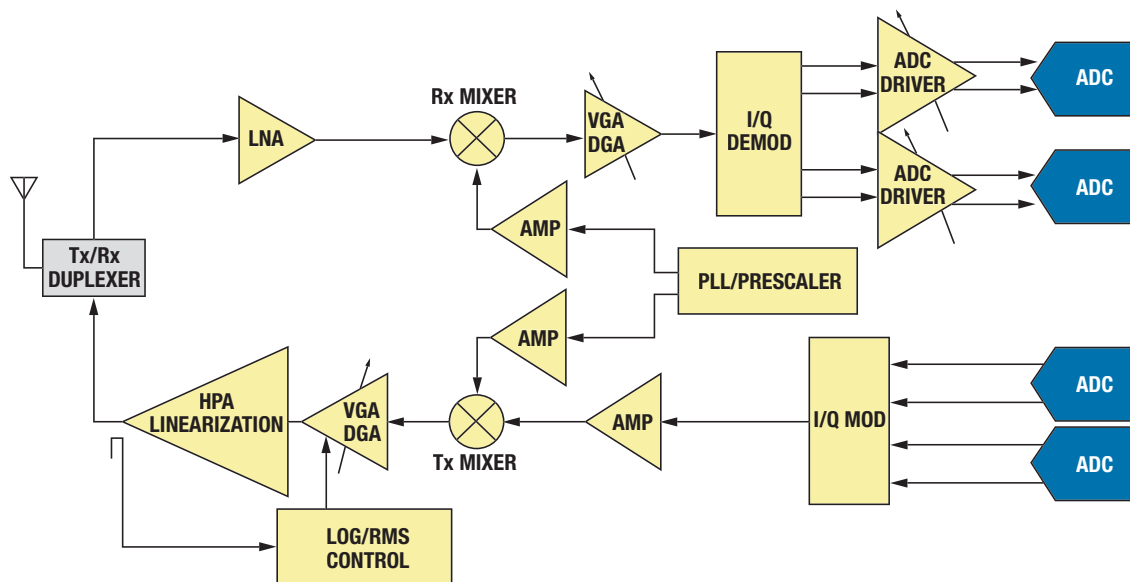 ADC
DRIVER
ADC
Rx MIXER
LNA
VGA
DGA
I/Q
DEMOD
ADC
DRIVER
ADC
AMP
Tx/Rx
DUPLEXER
PLL/PRESCALER
AMP
HPA
LINEARIZATION
VGA
DGA
Tx MIXER
AMP
I/Q MOD
ADC
ADC
LOG/RMS
CONTROL